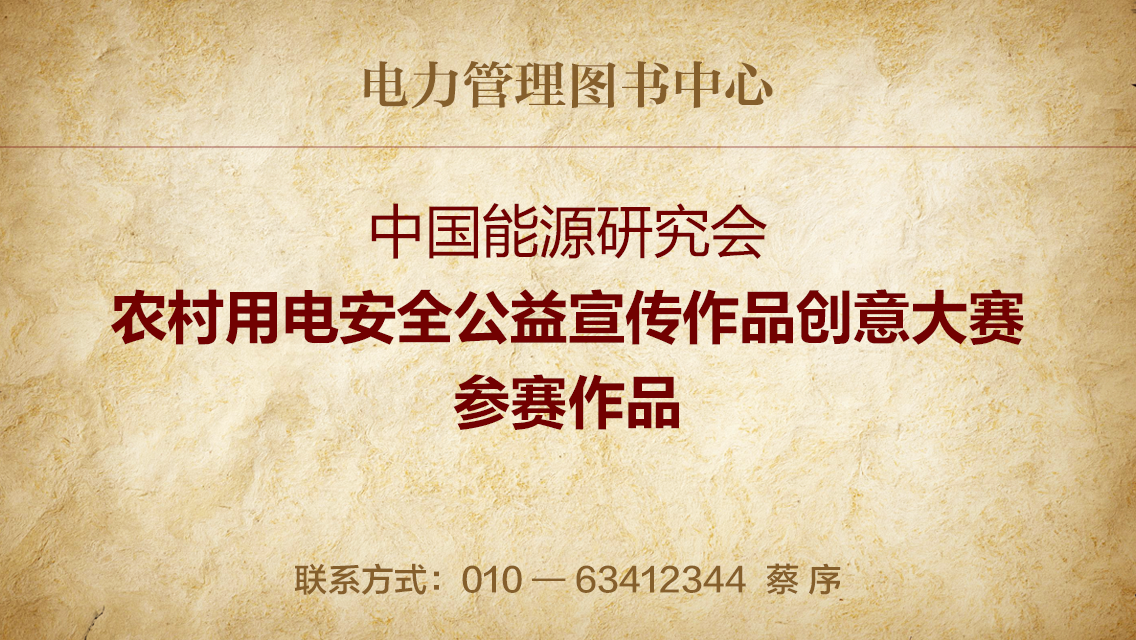 电力管理图书中心
中国能源研究会
农村用电安全公益宣传作品创意大赛
参赛作品
联系方式：010 — 63412344 蔡 序